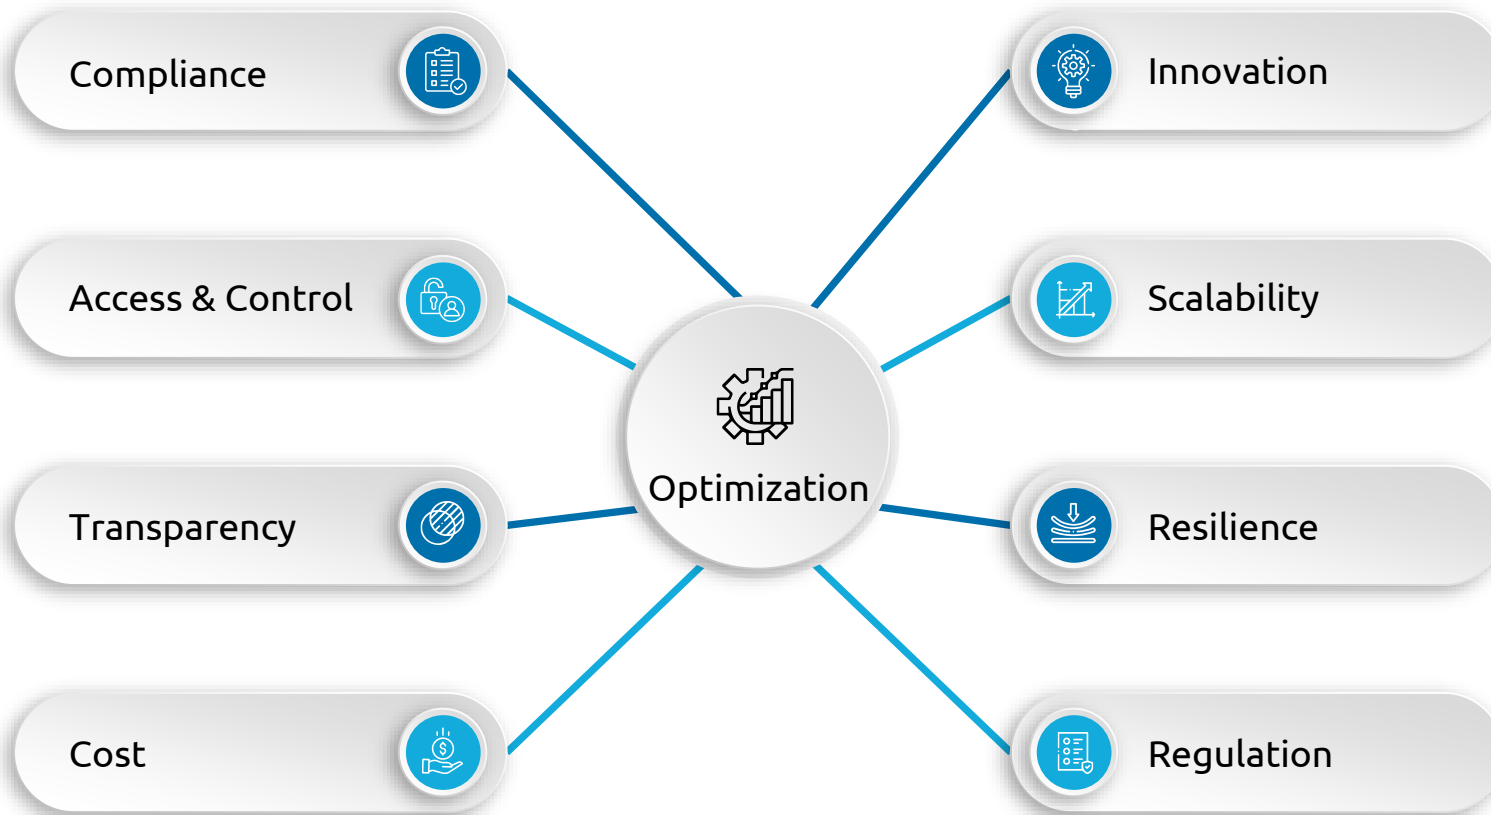 Compliance
Access & Control
Transparency
Cost
Optimization
Innovation
Scalability
Resilience
Regulation